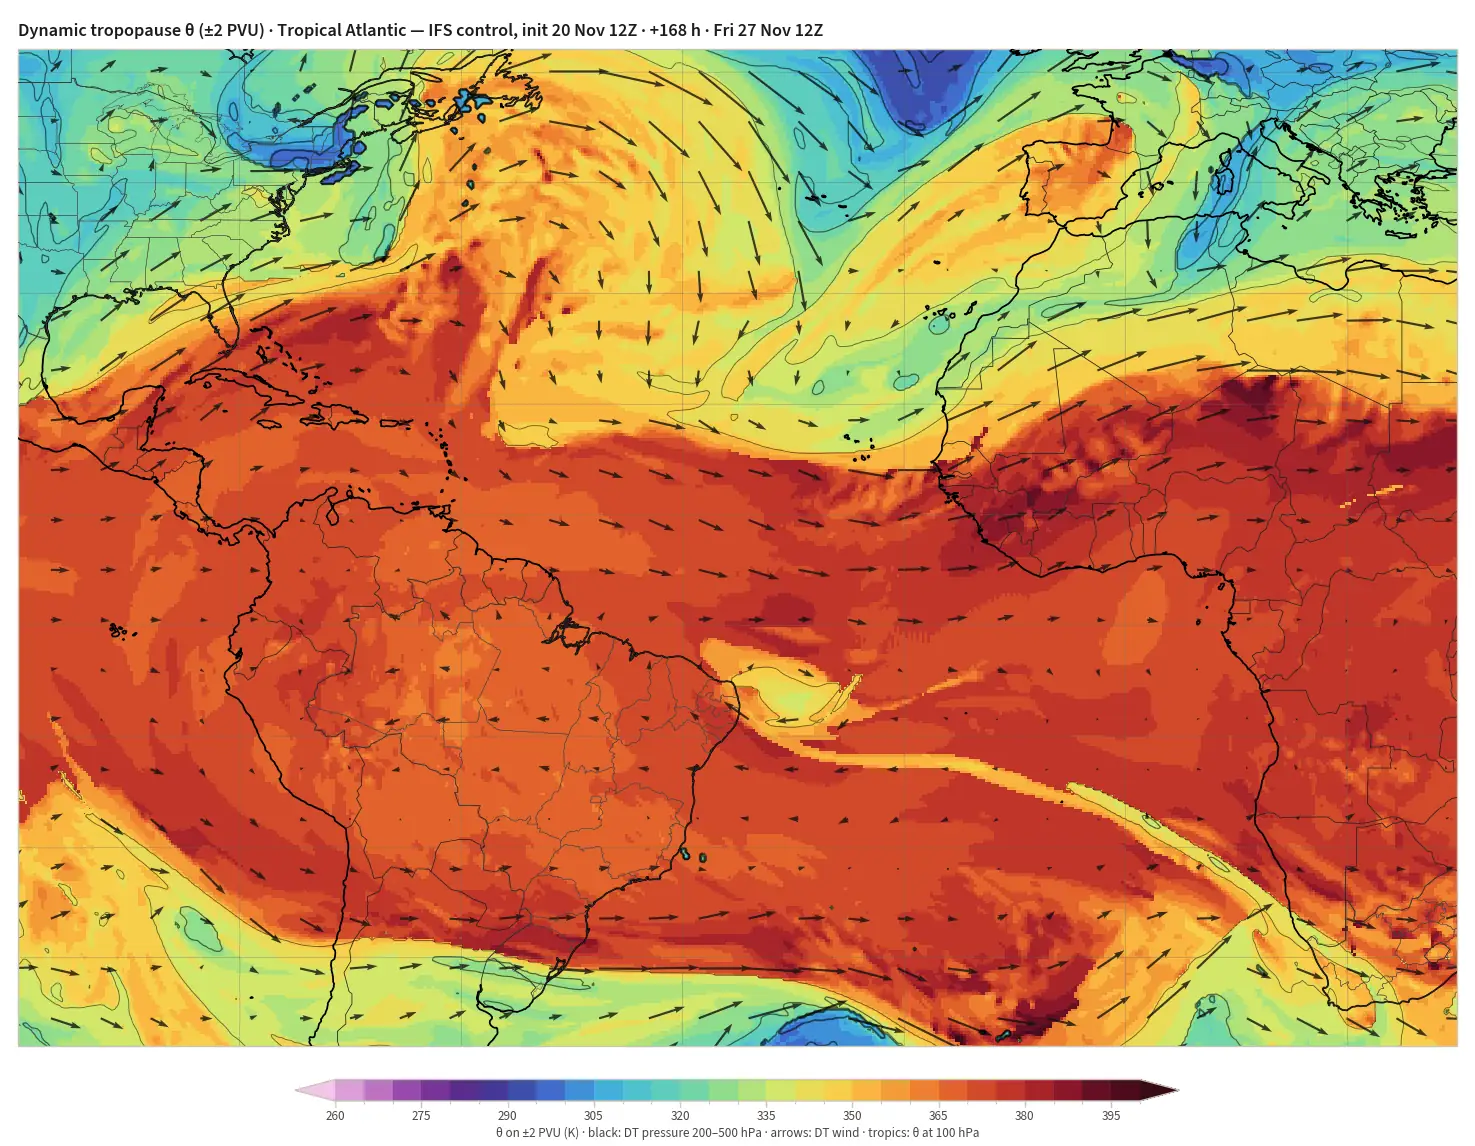 Dynamic tropopause θ (±2 PVU) · Tropical Atlantic — IFS control, init 20 Nov 12Z · +168 h · Fri 27 Nov 12Z
260 275 290 305 320 335 350 365 380 395
θ on ±2 PVU (K) · black: DT pressure 200–500 hPa · arrows: DT wind · tropics: θ at 100 hPa